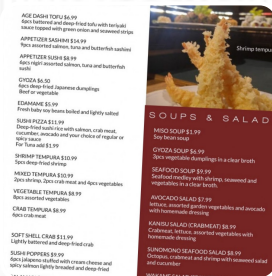 AGE DASHI TOFU $6.99
6pcs battered and deep-fried tofu with teriyaki
sauce topped with green onion and seaweed strips
APPETIZER SASHIMI $14.99
9pcs assorted salmon, tuna and butterfish sashimi
APPETIZER SUSHI $8.99
6pcs nigiri assorted salmon, tuna and butterfish
sushi
GYOZA $6.50
6pcs deep-fried Japanese dumplings
Beef or vegetable
EDAMAME $5.99
Fresh baby soy beans boiled and lightly salted
SUSHI PIZZA $11.99
Deep-fried sushi rice with salmon, crab meat,
cucumber, avocado and your choice of regular or
spice sauce
For Tuna add $1.99
SHRIMP TEMPURA $10.99
5pcs deep-fried shrimp
MIXED TEMPURA $10.99
2pcs shrimp, 2pcs crab meat and 4pcs vegetables
VEGETABLE TEMPURA $8.99
8pcs assorted vegetables
CRAB TEMPURA $8.99
6pcs crab meat
SOFT SHELL CRAB $11.99
Lightly battered and deep-fried crab
SUSHI POPPERS $9.99
6pcs jalapeno stuffed with cream cheese and
spicy salmon lightly breaded and deep-fried
Shrimp tempu
SOUPS & SALAD
MISO SOUP $1.99
Soy bean soup
GYOZA SOUP $6.99
3pcs vegetable dumplings in a clear broth
SEAFOOD SOUP $9.99
Seafood medley with shrimp, seaweed and
vegetables in a clear broth
AVOCADO SALAD $7.99
lettuce, assorted garden vegetables and avocado
with homemade dressing
KANISU SALAD (CRABMEAT) $8.99
Crabmeat, lettuce, assorted vegetables with
homemade dressing
SUNOMONO SEAFOOD SALAD $8.99
Octopus, crabmeat and shrimp with seaweed salad
and cucumber